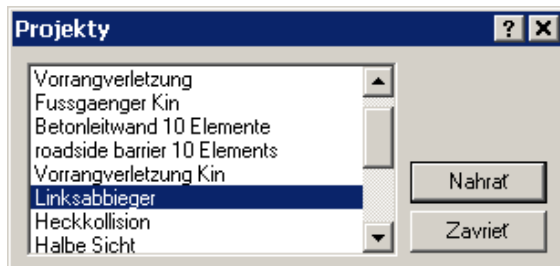 Projekty
Vorrangverletzung
Fussgaenger Kin
Betonleitwand 10 Elemente
roadside barrier 10 Elements
Vorrangverletzung Kin
Linksabbieger
Heckkollision
Halbe Sicht
Nahrať
Zavrieť